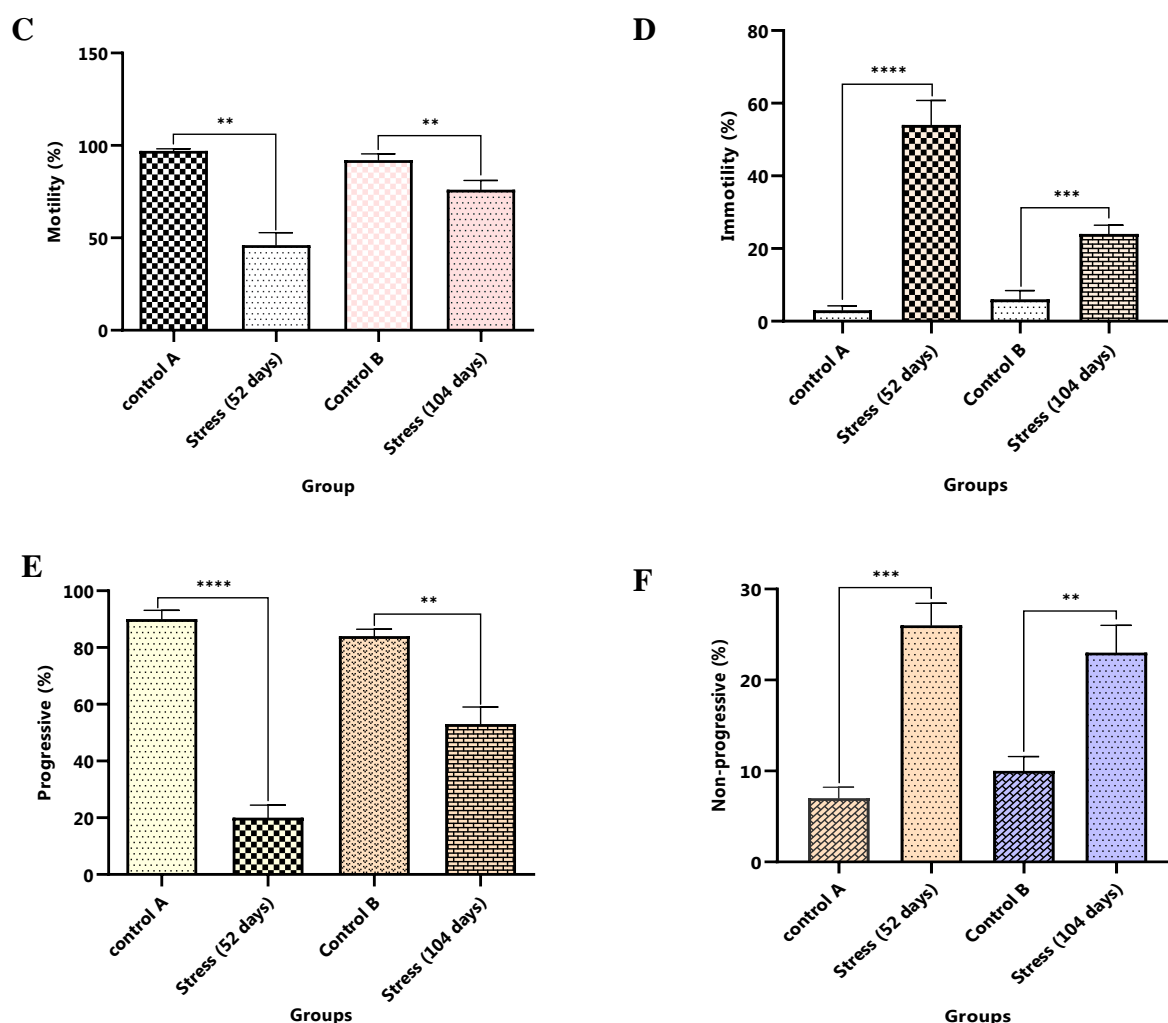 C
150
100
50
0
Motility (%)
**
**
control A
Stress (52 days)
Control B
Stress (104 days)
Group
D
80
60
40
20
0
Immotility (%)
****
***
control A
Stress (52 days)
Control B
Stress (104 days)
Groups
E
100
80
60
40
20
0
Progressive (%)
****
**
control A
Stress (52 days)
Control B
Stress (104 days)
Groups
F
30
20
10
0
Non-progressive (%)
***
**
control A
Stress (52 days)
Control B
Stress (104 days)
Groups